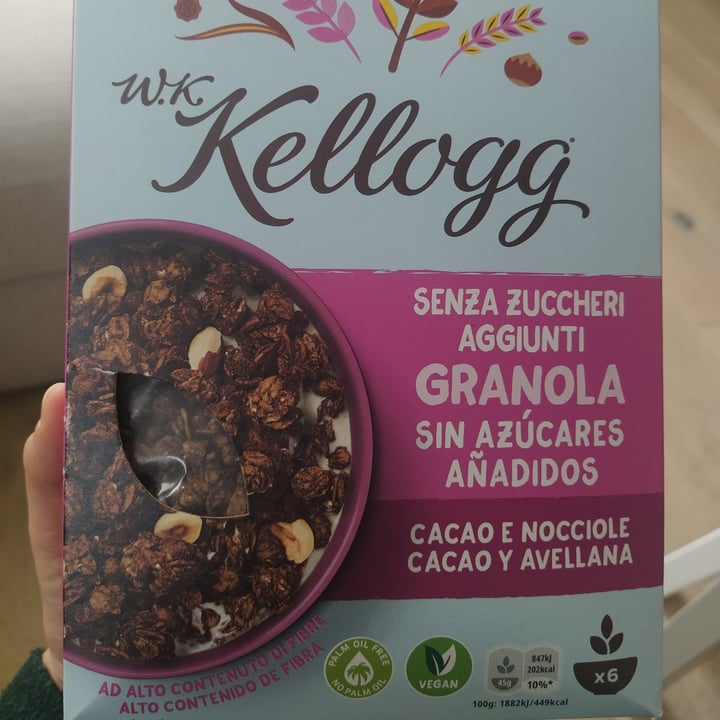 W.K
Kellogg
SENZA ZUCCHERI
AGGIUNTI
GRANOLA
SIN AZÚCARES
AÑADIDOS
CACAO E NOCCIOLE
CACAO Y AVELLANA
AD ALTO CONTENUTO DI FIBRE
ALTO CONTENIDO DE FIBRA
PALM OIL FREE
NO PALM OIL
VEGAN
45g
847kJ
202kcal
10%*
100g: 1882kJ/449kcal
x6